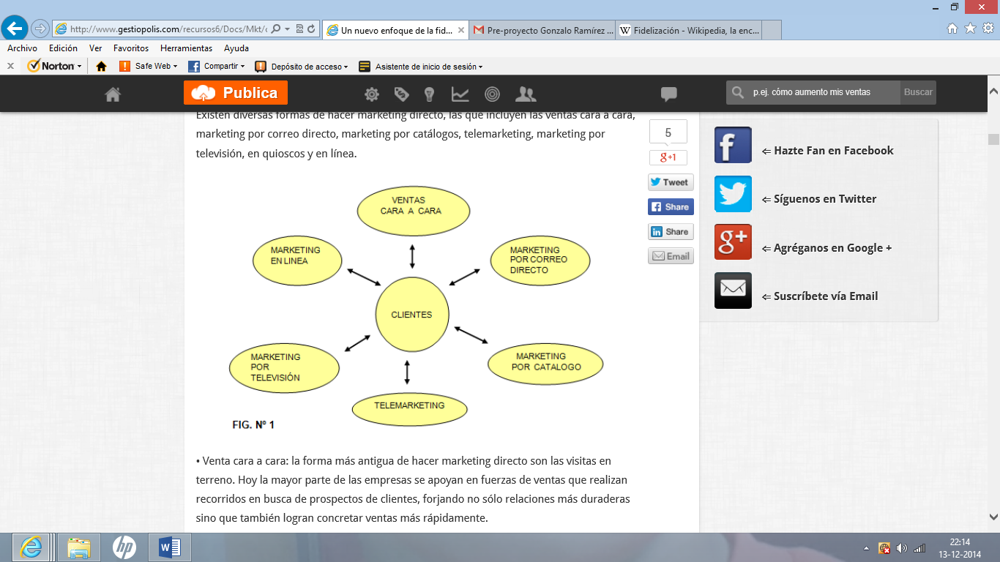 http://www.gestiopolis.com/recursos6/Docs/Mkt/
Un nuevo enfoque de la fid...
Pre-proyecto Gonzalo Ramírez ...
Fidelización - Wikipedia, la enc...
Archivo Edición Ver Favoritos Herramientas Ayuda
Norton Safe Web Compartir Depósito de acceso Asistente de inicio de sesión
Publica
p.ej. cómo aumento mis ventas Buscar
Existen diversas formas de hacer marketing directo, las que incluyen las ventas cara a cara,
marketing por correo directo, marketing por catálogos, telemarketing, marketing por
televisión, en quioscos y en línea.
VENTAS
CARA A CARA
MARKETING
EN LINEA
MARKETING
POR CORREO
DIRECTO
CLIENTES
MARKETING
POR
TELEVISIÓN
MARKETING
POR CATALOGO
TELEMARKETING
FIG. Nº 1
• Venta cara a cara: la forma más antigua de hacer marketing directo son las visitas en
terreno. Hoy la mayor parte de las empresas se apoyan en fuerzas de ventas que realizan
recorridos en busca de prospectos de clientes, forjando no sólo relaciones más duraderas
sino que también logran concretar ventas más rápidamente.
5
g+1
Tweet
Share
Share
Email
⇐ Hazte Fan en Facebook
⇐ Síguenos en Twitter
g+ ⇐ Agréganos en Google +
⇐ Suscríbete vía Email
22:14
13-12-2014